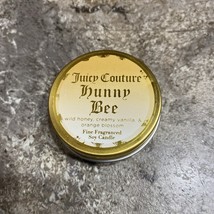 Juicy Couture
Hunny
Bee
wild honey, creamy vanilla, &
orange blossom
Fine Fragranced
Soy Candle